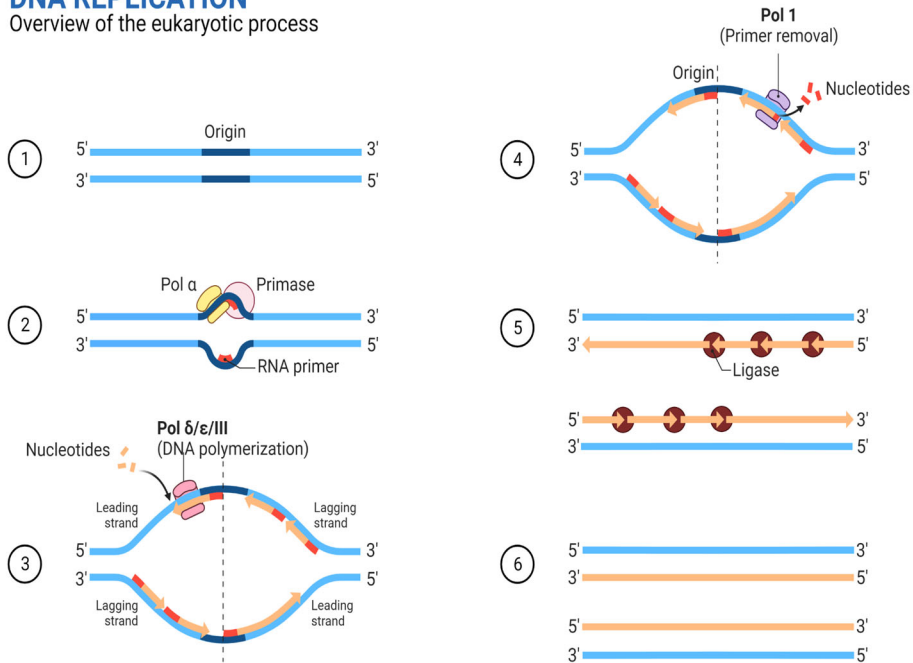 DNA REPLICATION
Overview of the eukaryotic process
1
Origin
5' 3'
3' 5'
2
Pol α Primase
5' 3'
3' 5'
RNA primer
3
Pol δ/ε/III
(DNA polymerization)
Nucleotides
Leading
strand
Lagging
strand
5' 3'
3' 5'
Lagging
strand
Leading
strand
4
Pol 1
(Primer removal)
Origin
Nucleotides
5' 3'
3' 5'
5
5' 3'
3' 5'
Ligase
5' 3'
3' 5'
6
5' 3'
3' 5'
5' 3'
3' 5'